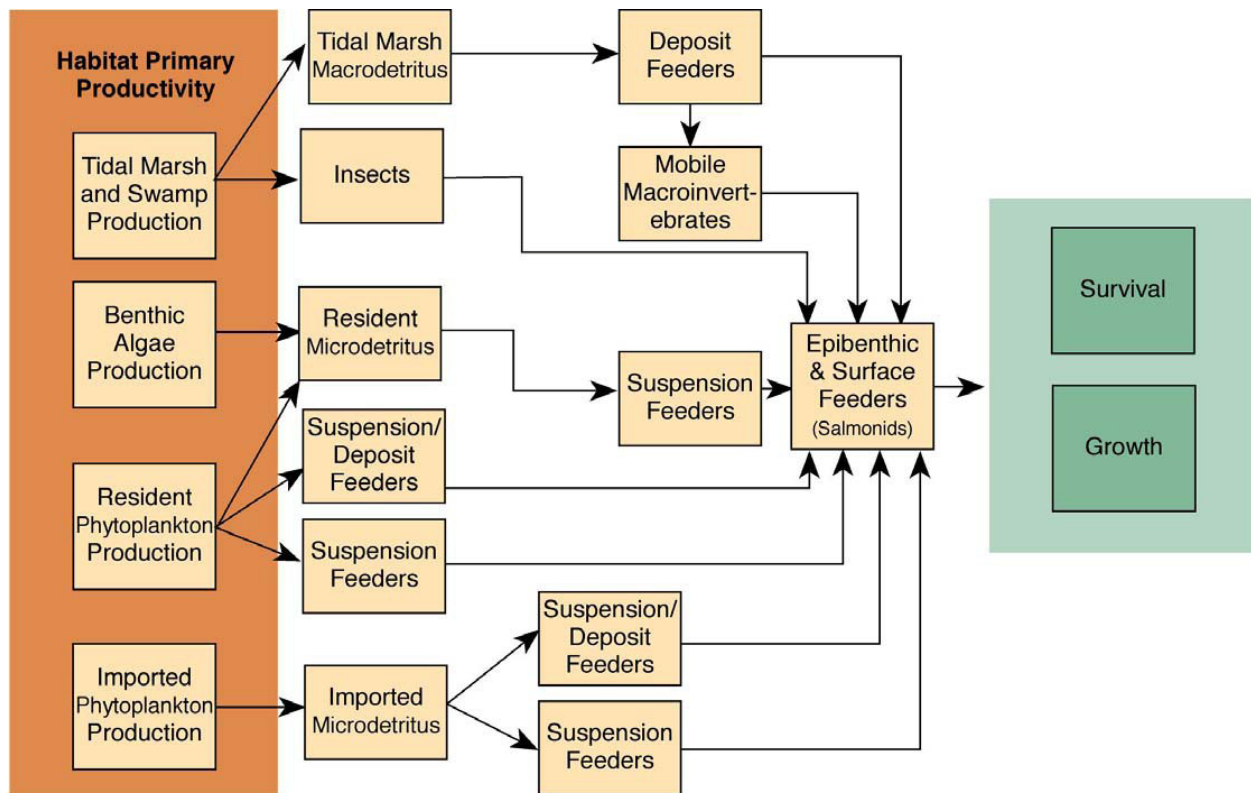 Habitat Primary
Productivity
Tidal Marsh
and Swamp
Production
Benthic
Algae
Production
Resident
Phytoplankton
Production
Imported
Phytoplankton
Production
Tidal Marsh
Macrodetritus
Insects
Resident
Microdetritus
Suspension/
Deposit
Feeders
Suspension
Feeders
Imported
Microdetritus
Deposit
Feeders
Mobile
Macroinvert-
ebrates
Suspension
Feeders
Suspension/
Deposit
Feeders
Suspension
Feeders
Epibenthic
& Surface
Feeders
(Salmonids)
Survival
Growth